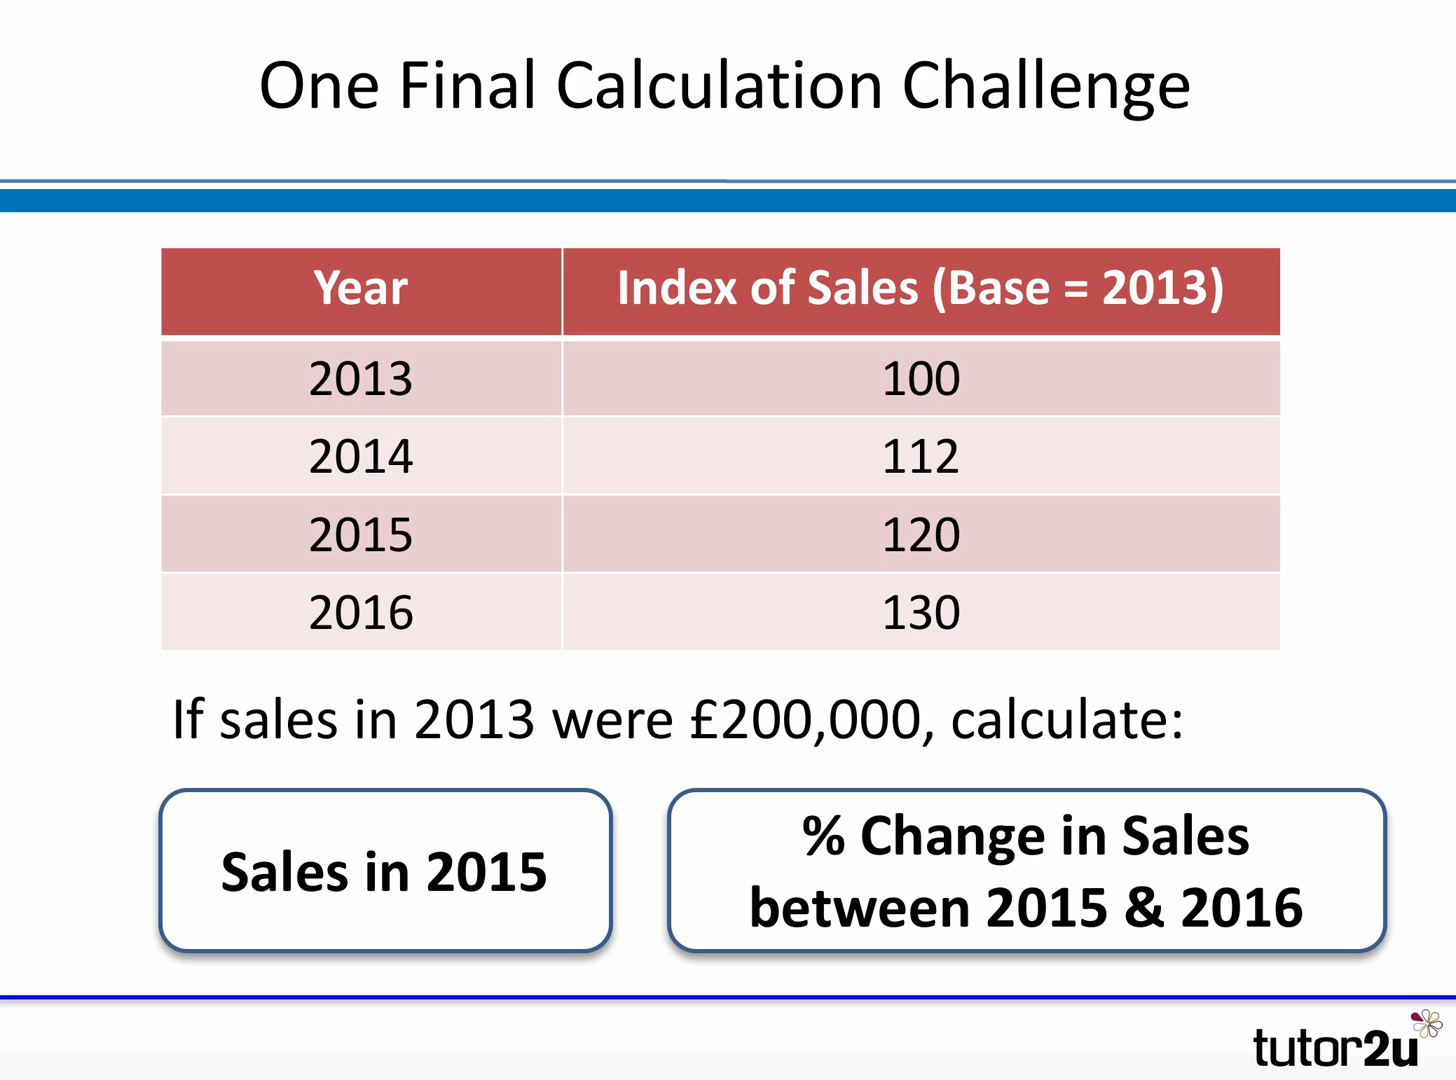 One Final Calculation Challenge
Year Index of Sales (Base = 2013)
2013 100
2014 112
2015 120
2016 130
If sales in 2013 were £200,000, calculate:
Sales in 2015
% Change in Sales
between 2015 & 2016
tutor2u